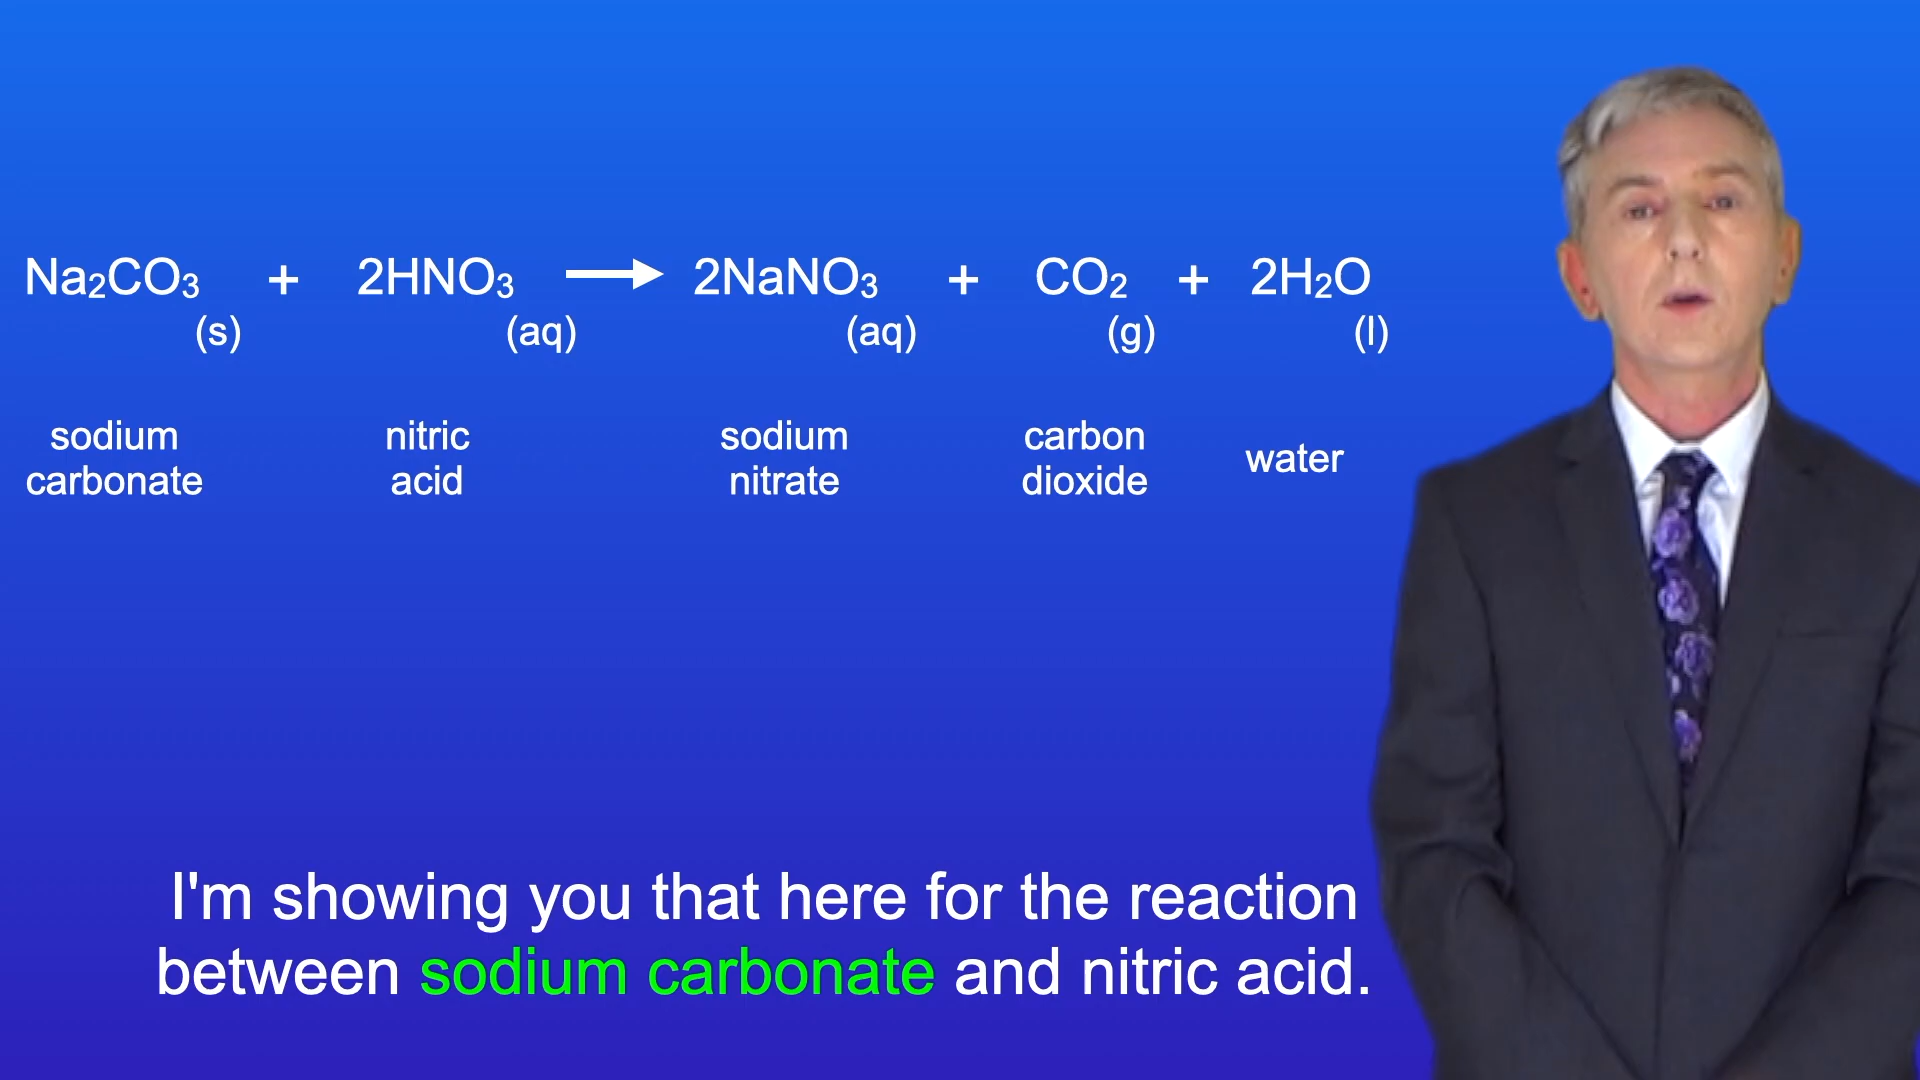 Na₂CO₃ + 2HNO₃ → 2NaNO₃ + CO₂ + 2H₂O
(s) (aq) (aq) (g) (l)
sodium carbonate
nitric acid
sodium nitrate
carbon dioxide
water
I'm showing you that here for the reaction
between sodium carbonate and nitric acid.